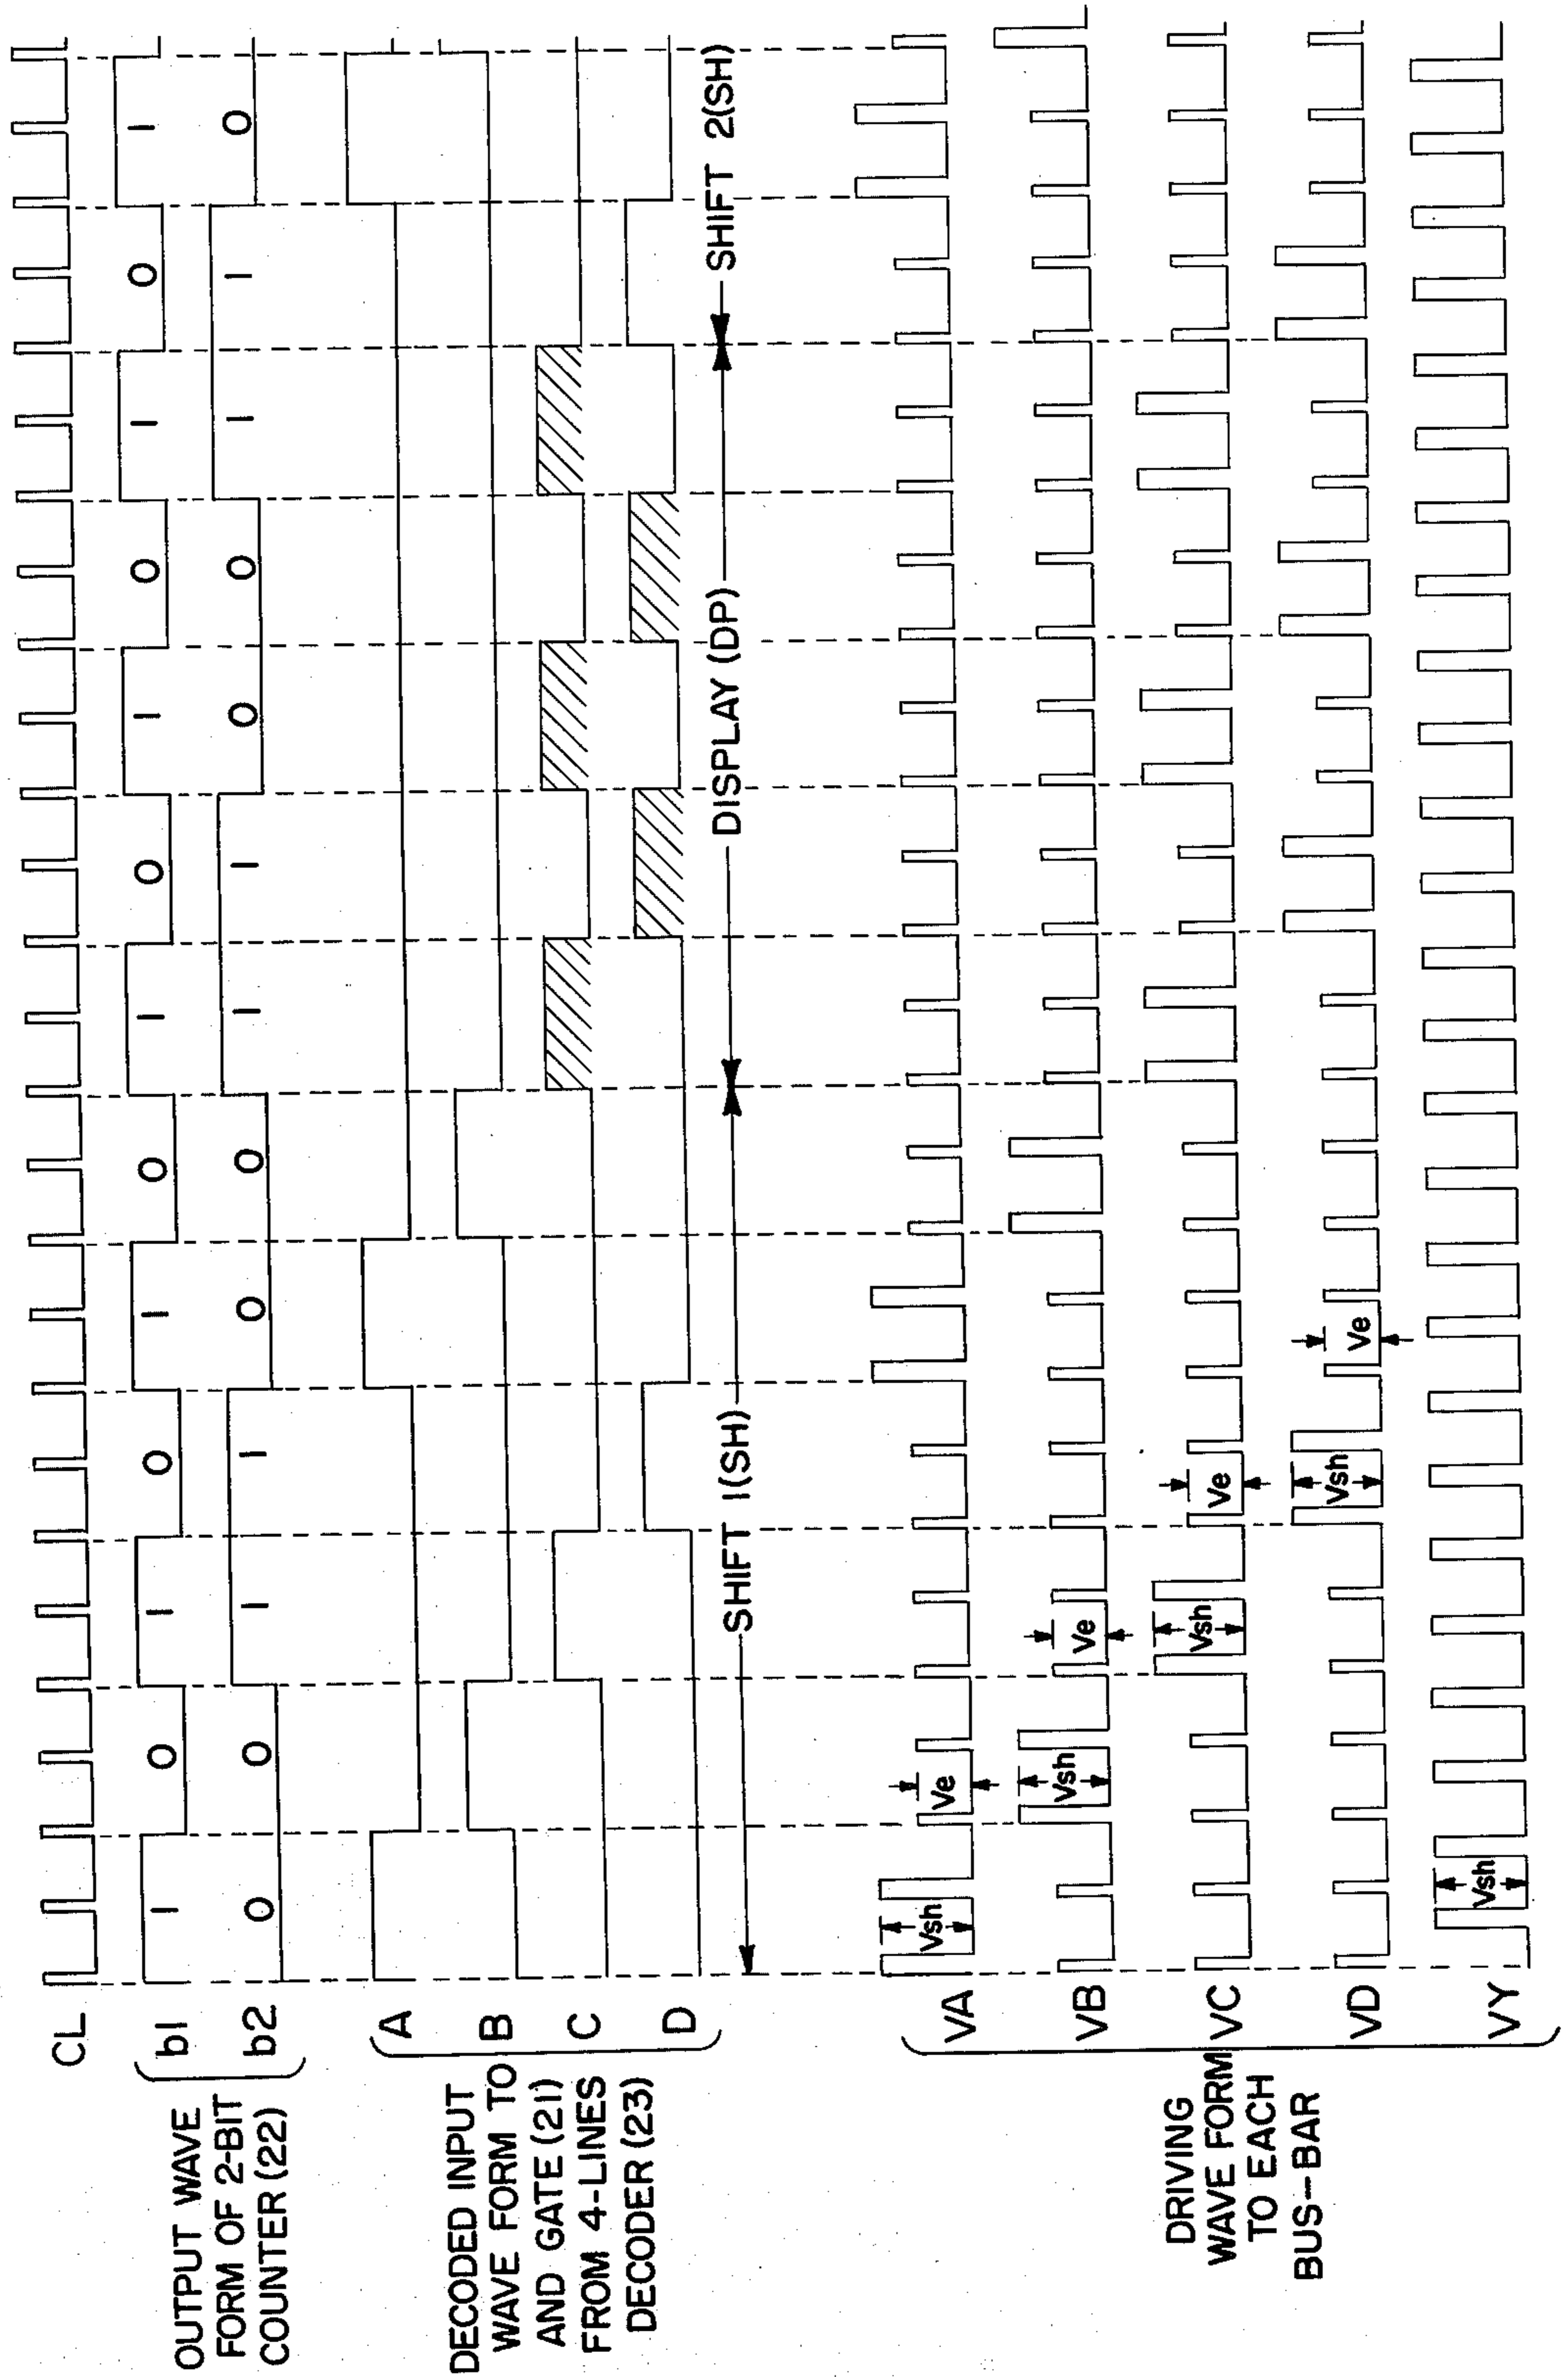 CL
OUTPUT WAVE
FORM OF 2-BIT
COUNTER (22)
b1 1 0 1 0 1 0 1 0 1 0 1 0 1
b2 0 0 1 1 0 0 1 1 0 0 1 1 0
DECODED INPUT
WAVE FORM TO
AND GATE (21)
FROM 4-LINES
DECODER (23)
A
B
C
D
SHIFT 1(SH) DISPLAY (DP) SHIFT 2(SH)
DRIVING
WAVE FORM
TO EACH
BUS-BAR
VA Vsh Ve
VB Vsh Ve
VC Vsh Ve
VD Vsh Ve
VY Vsh